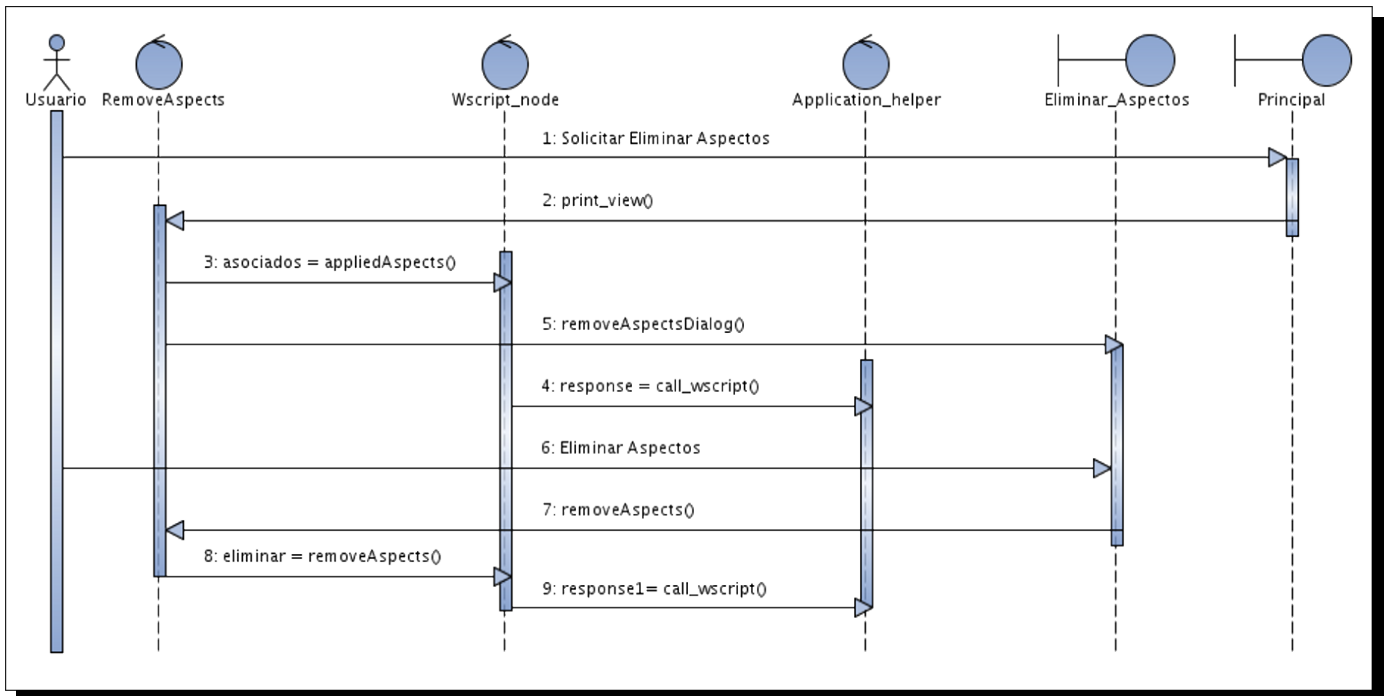 Usuario
RemoveAspects
Wscript_node
Application_helper
Eliminar_Aspectos
Principal
1: Solicitar Eliminar Aspectos
2: print_view()
3: asociados = appliedAspects()
5: removeAspectsDialog()
4: response = call_wscript()
6: Eliminar Aspectos
7: removeAspects()
8: eliminar = removeAspects()
9: response1= call_wscript()